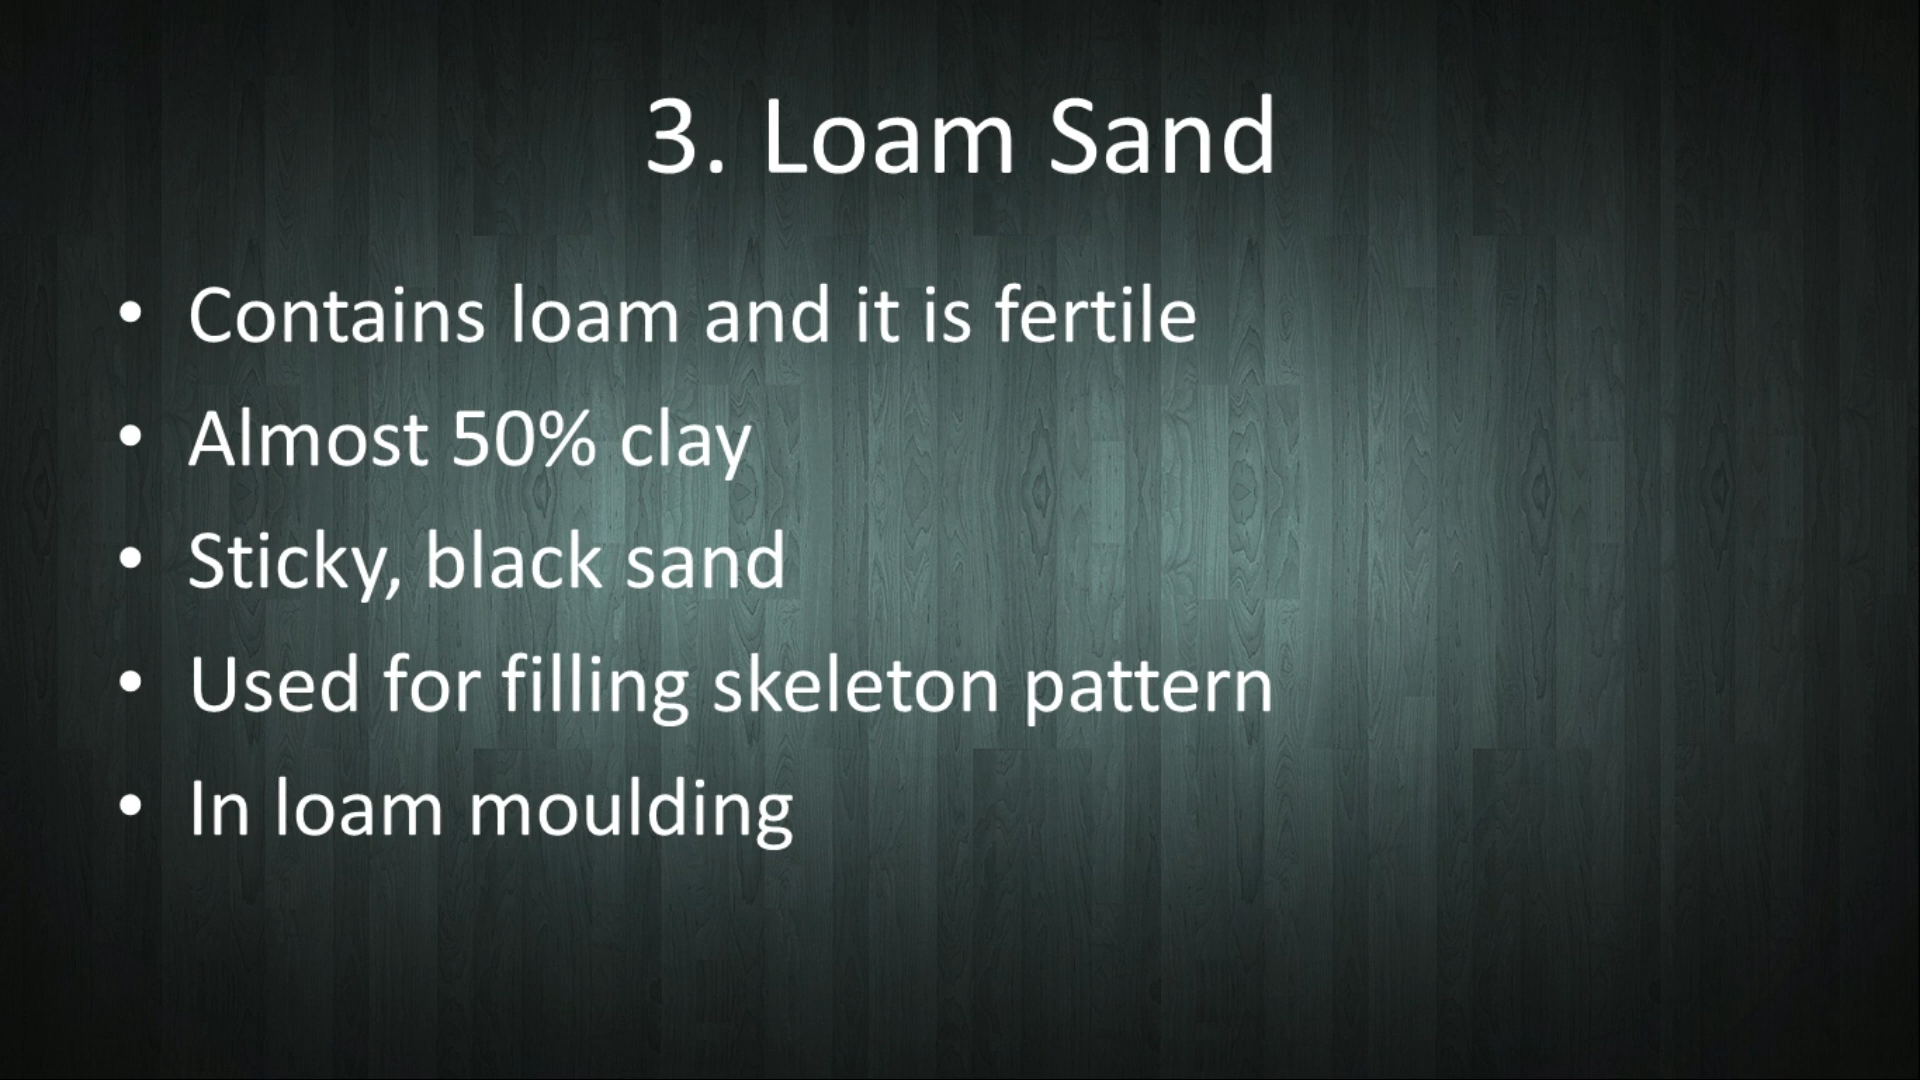 3. Loam Sand
• Contains loam and it is fertile
• Almost 50% clay
• Sticky, black sand
• Used for filling skeleton pattern
• In loam moulding